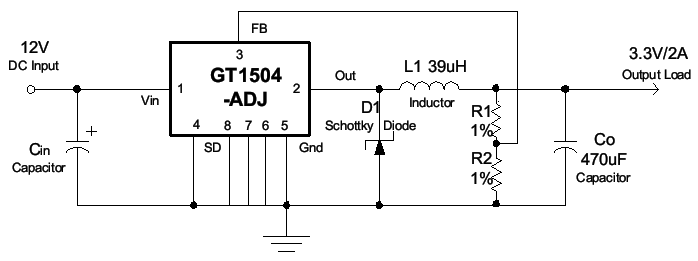 FB
12V
DC Input
3
GT1504
-ADJ
1
2
Vin
Out
L1 39uH
Inductor
3.3V/2A
Output Load
D1
Schottky Diode
R1
1%
R2
1%
Cin
+
Capacitor
4
8
7
6
5
SD
Gnd
Co
470uF
Capacitor